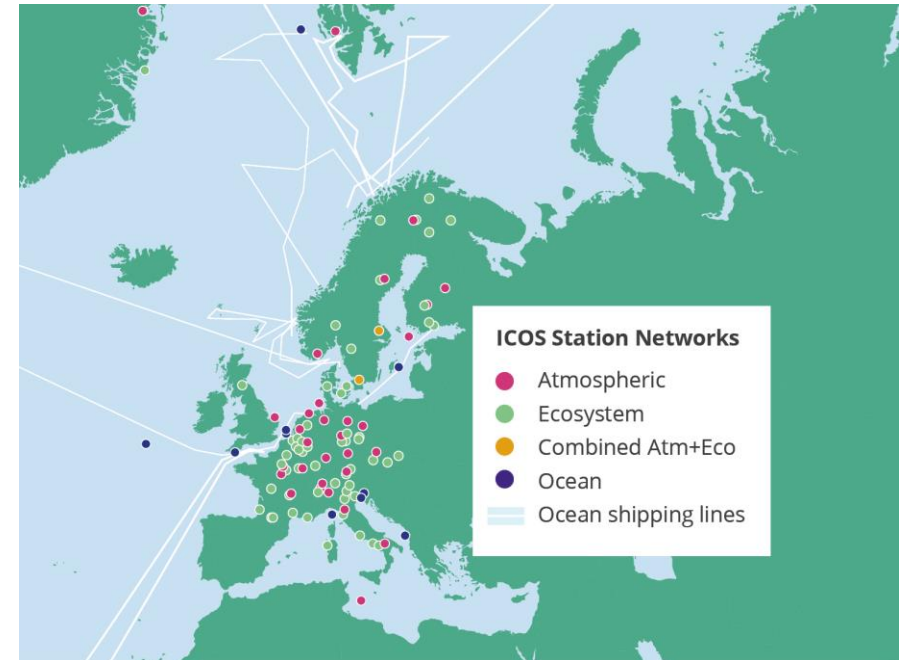 ICOS Station Networks
Atmospheric
Ecosystem
Combined Atm+Eco
Ocean
Ocean shipping lines